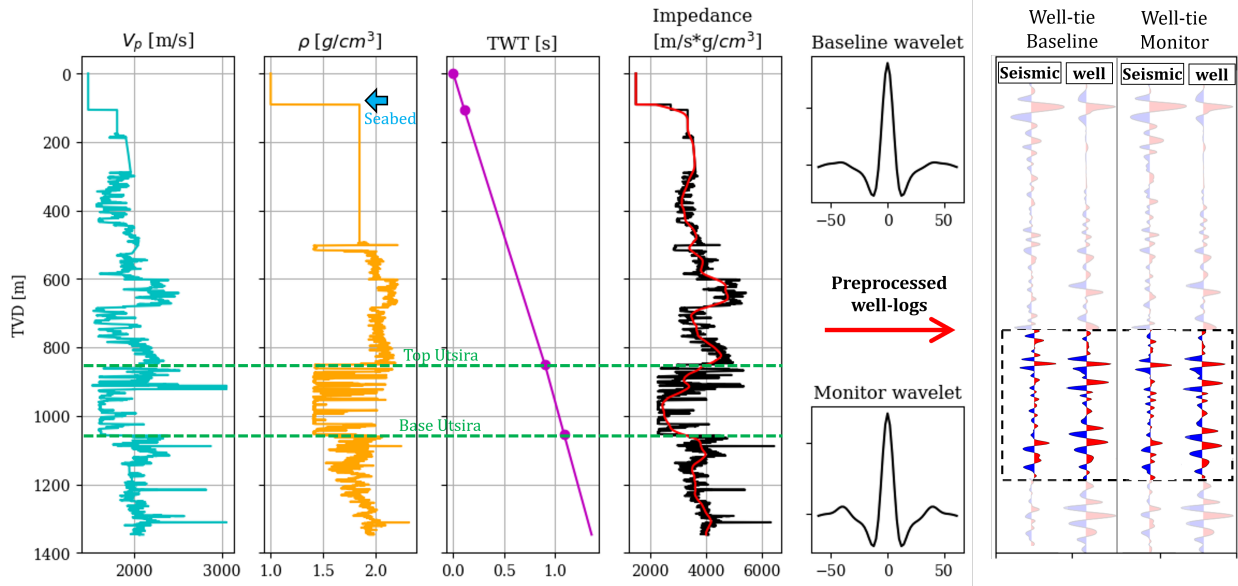 V_p [m/s]
ρ [g/cm³]
TWT [s]
Impedance
[m/s*g/cm³]
Baseline wavelet
Well-tie
Baseline
Well-tie
Monitor
Seismic
well
Seismic
well
Seabed
0
200
400
600
800
1000
1200
1400
TVD [m]
Top Utsira
Base Utsira
−50
0
50
Preprocessed
well-logs
Monitor wavelet
2000
3000
1.0
1.5
2.0
0.0
0.5
1.0
2000
4000
6000
−50
0
50